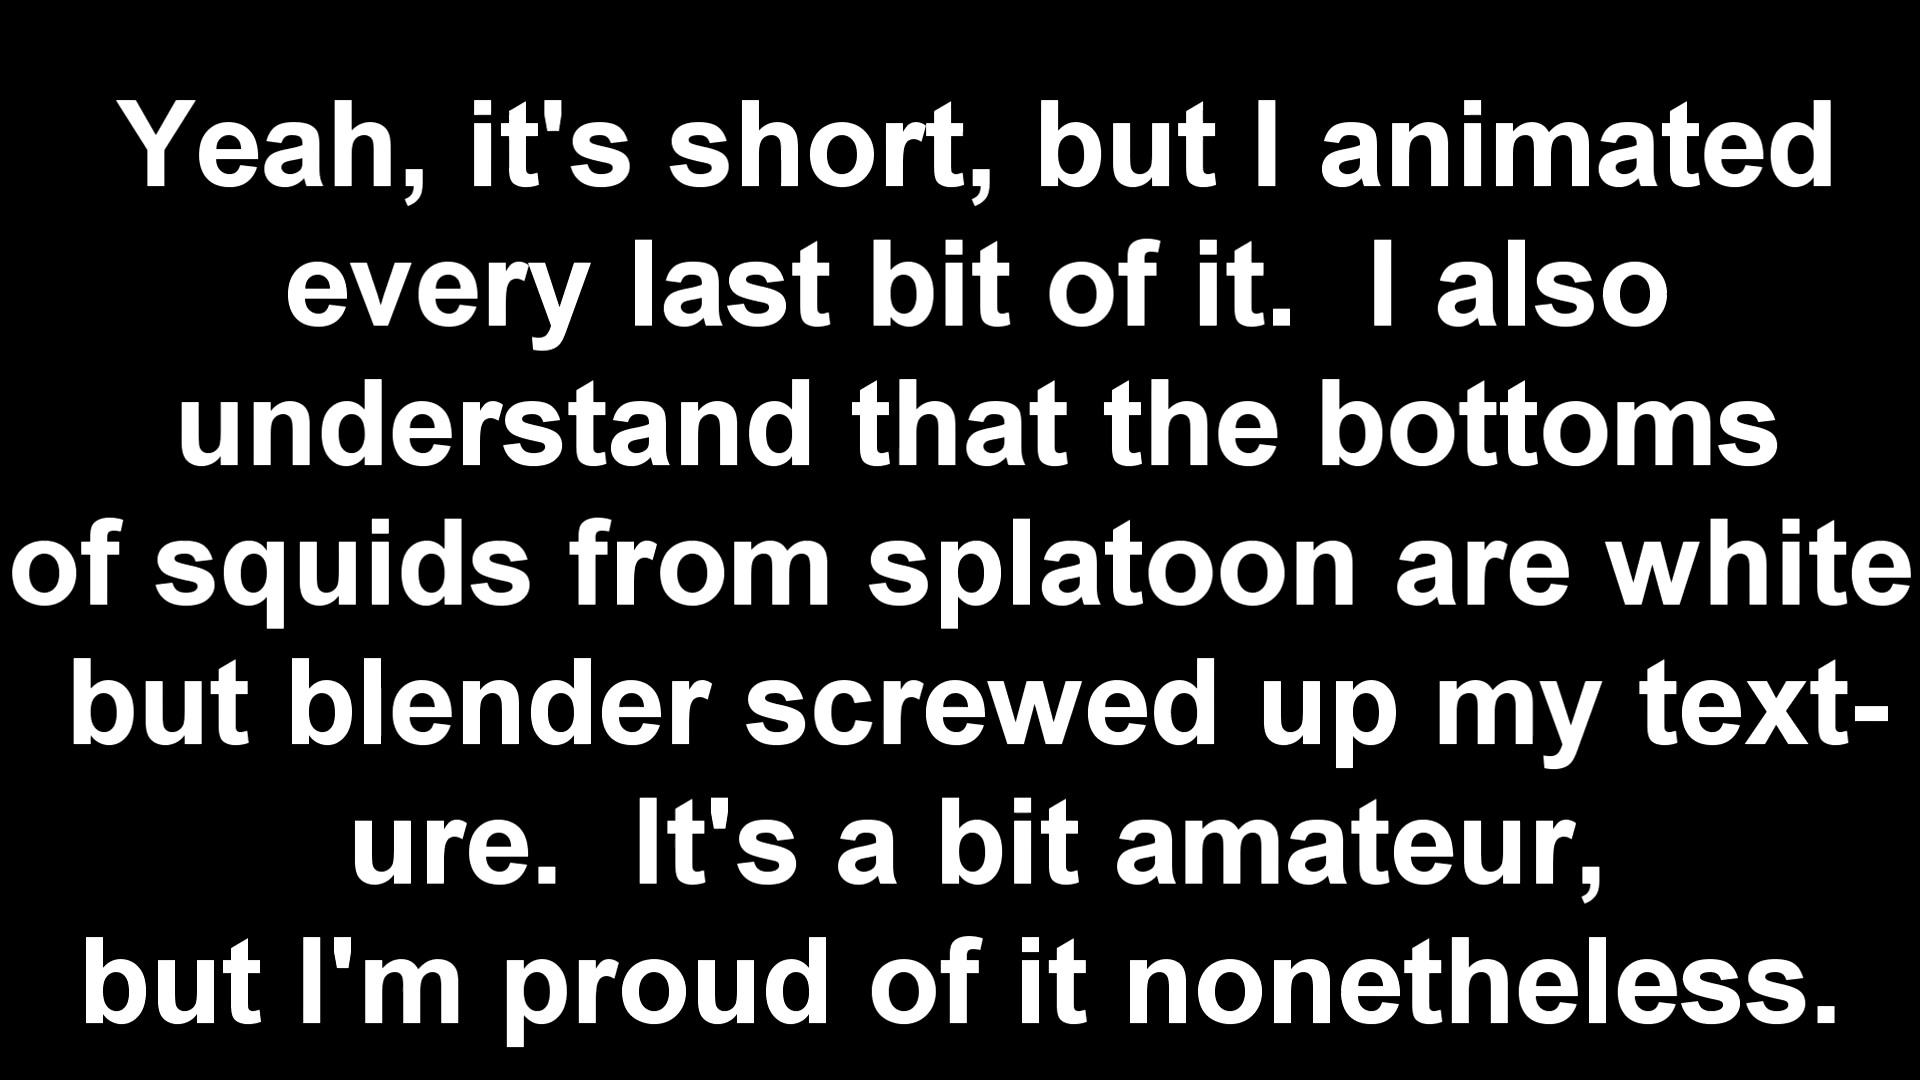 Yeah, it's short, but I animated
every last bit of it.  I also
understand that the bottoms
of squids from splatoon are white
but blender screwed up my text-
ure.  It's a bit amateur,
but I'm proud of it nonetheless.